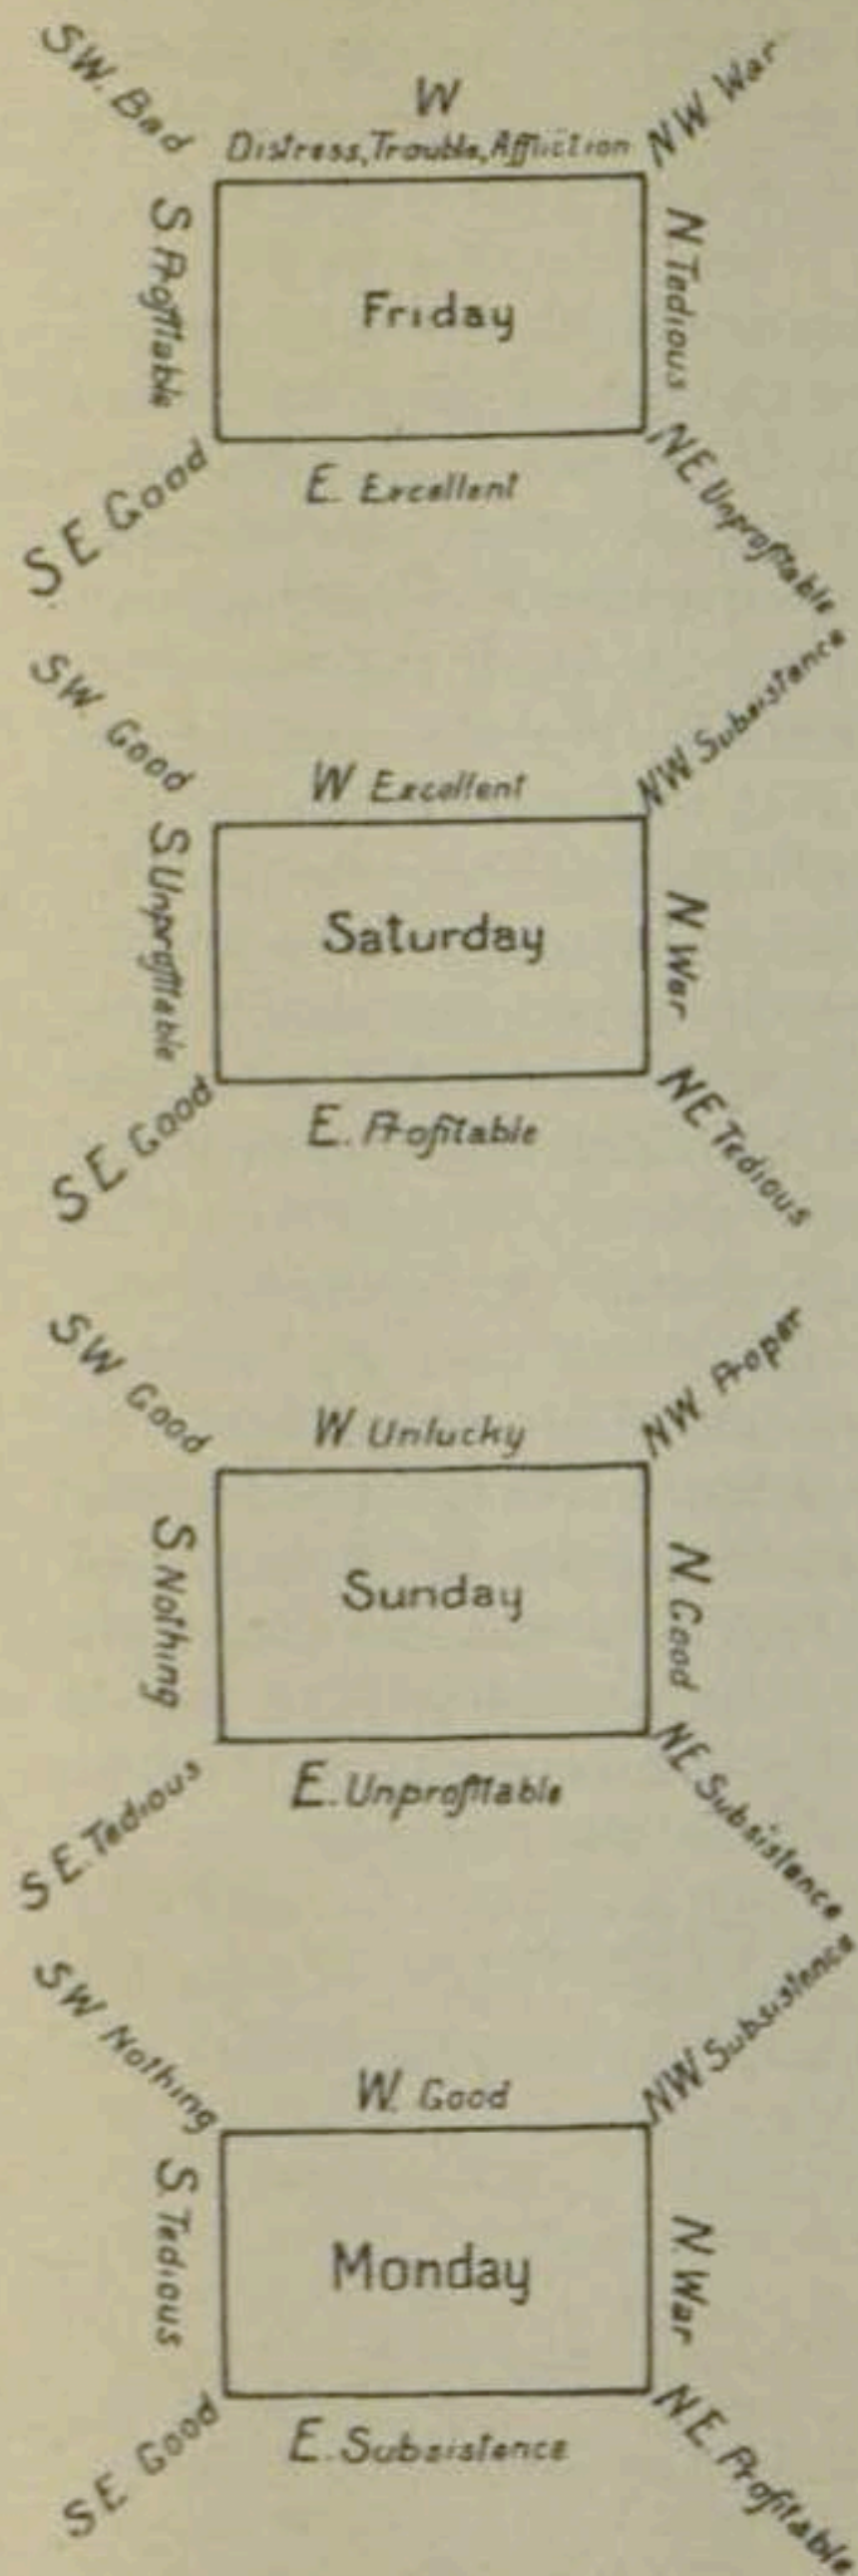 SW. Bad
W
NW War
Distress, Trouble, Affliction
S Profitable
Friday
N. Tedious
SE Good
E. Excellent
NE Unprofitable
SW Good
W Excellent
NW Subsistence
S. Unprofitable
Saturday
N War
SE Good
E. Profitable
NE Tedious
SW Good
W. Unlucky
NW Proper
S. Nothing
Sunday
N. Good
SE. Tedious
E. Unprofitable
NE Subsistence
SW Nothing
W. Good
NW Subsistence
S. Tedious
Monday
N War
SE Good
E. Subsistence
NE. Profitable